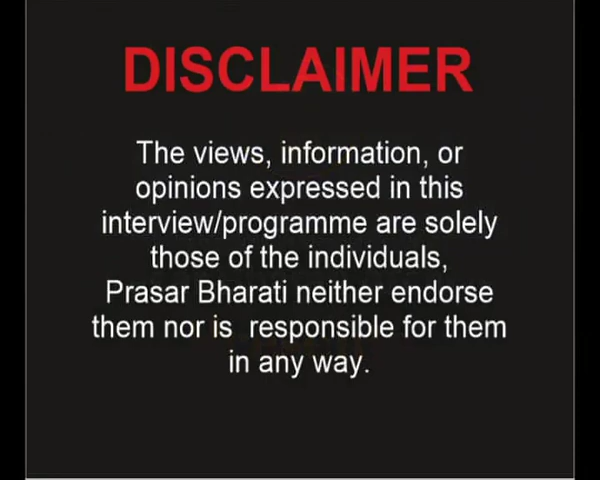 DISCLAIMER
The views, information, or
opinions expressed in this
interview/programme are solely
those of the individuals,
Prasar Bharati neither endorse
them nor is  responsible for them
in any way.